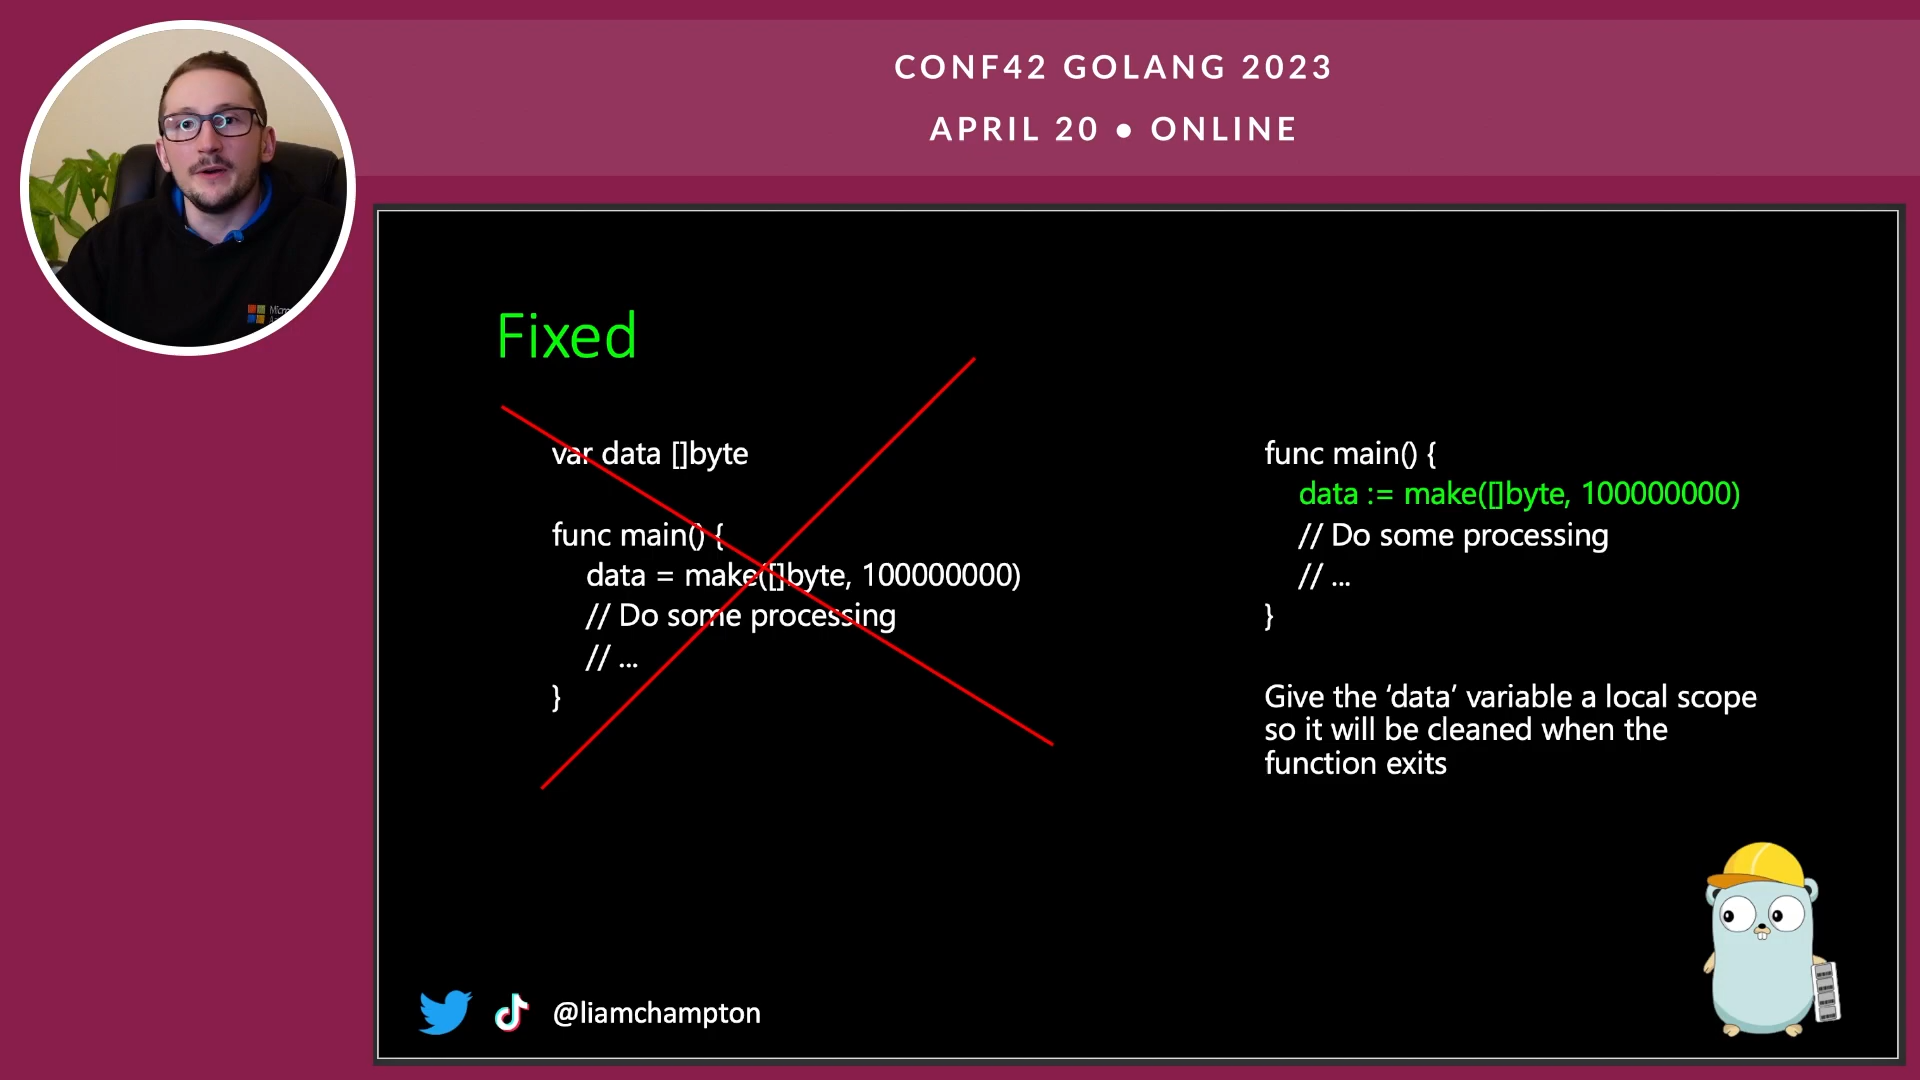 CONF42 GOLANG 2023
APRIL 20 • ONLINE
Fixed
var data []byte
func main() {
data = make([]byte, 100000000)
// Do some processing
// ...
}
func main() {
data := make([]byte, 100000000)
// Do some processing
// ...
}
Give the ‘data’ variable a local scope
so it will be cleaned when the
function exits
@liamchampton